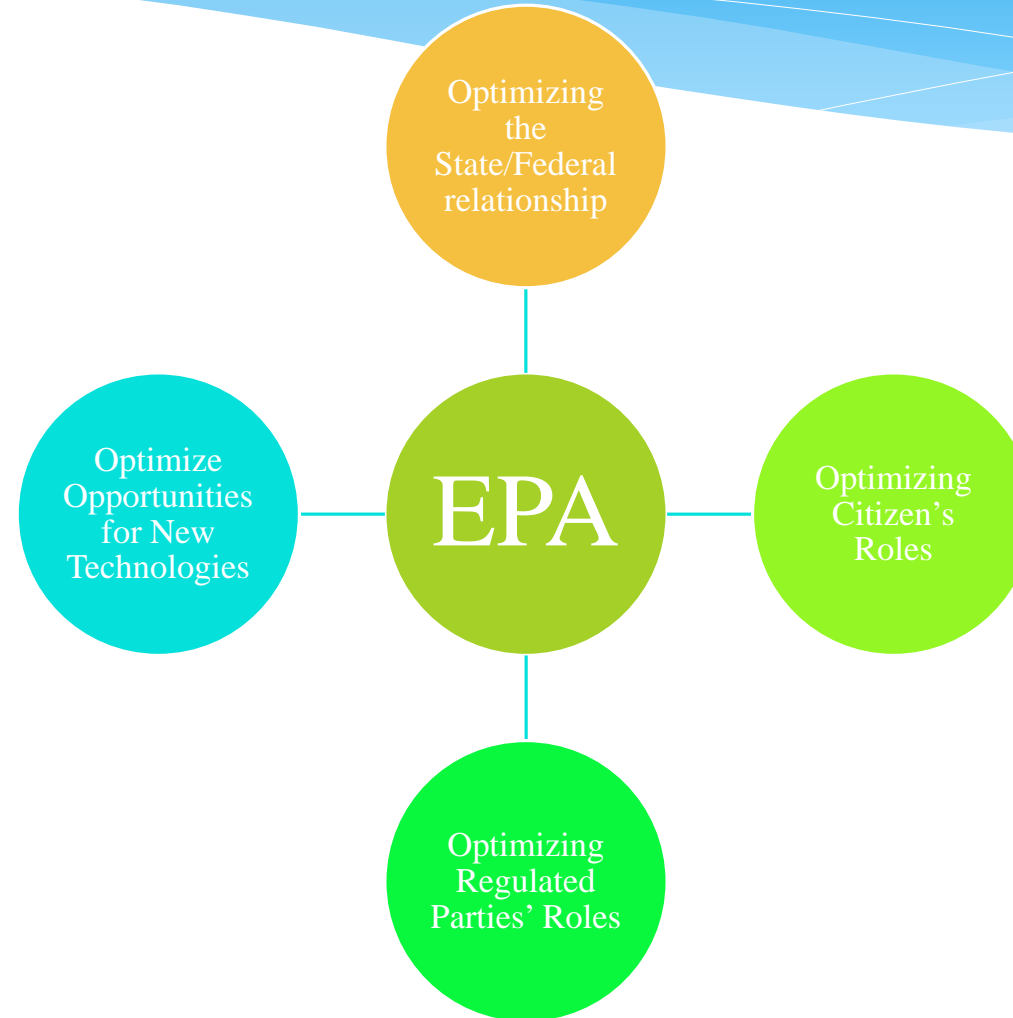 Optimizing
the
State/Federal
relationship
Optimize
Opportunities
for New
Technologies
EPA
Optimizing
Citizen’s
Roles
Optimizing
Regulated
Parties’ Roles